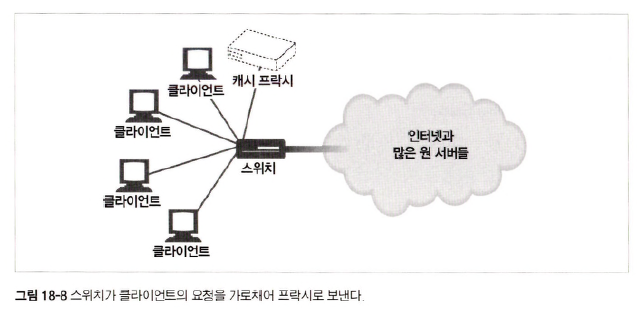 클라이언트
캐시 프락시
클라이언트
인터넷과
많은 원 서버들
스위치
클라이언트
클라이언트
그림 18-8 스위치가 클라이언트의 요청을 가로채어 프락시로 보낸다.